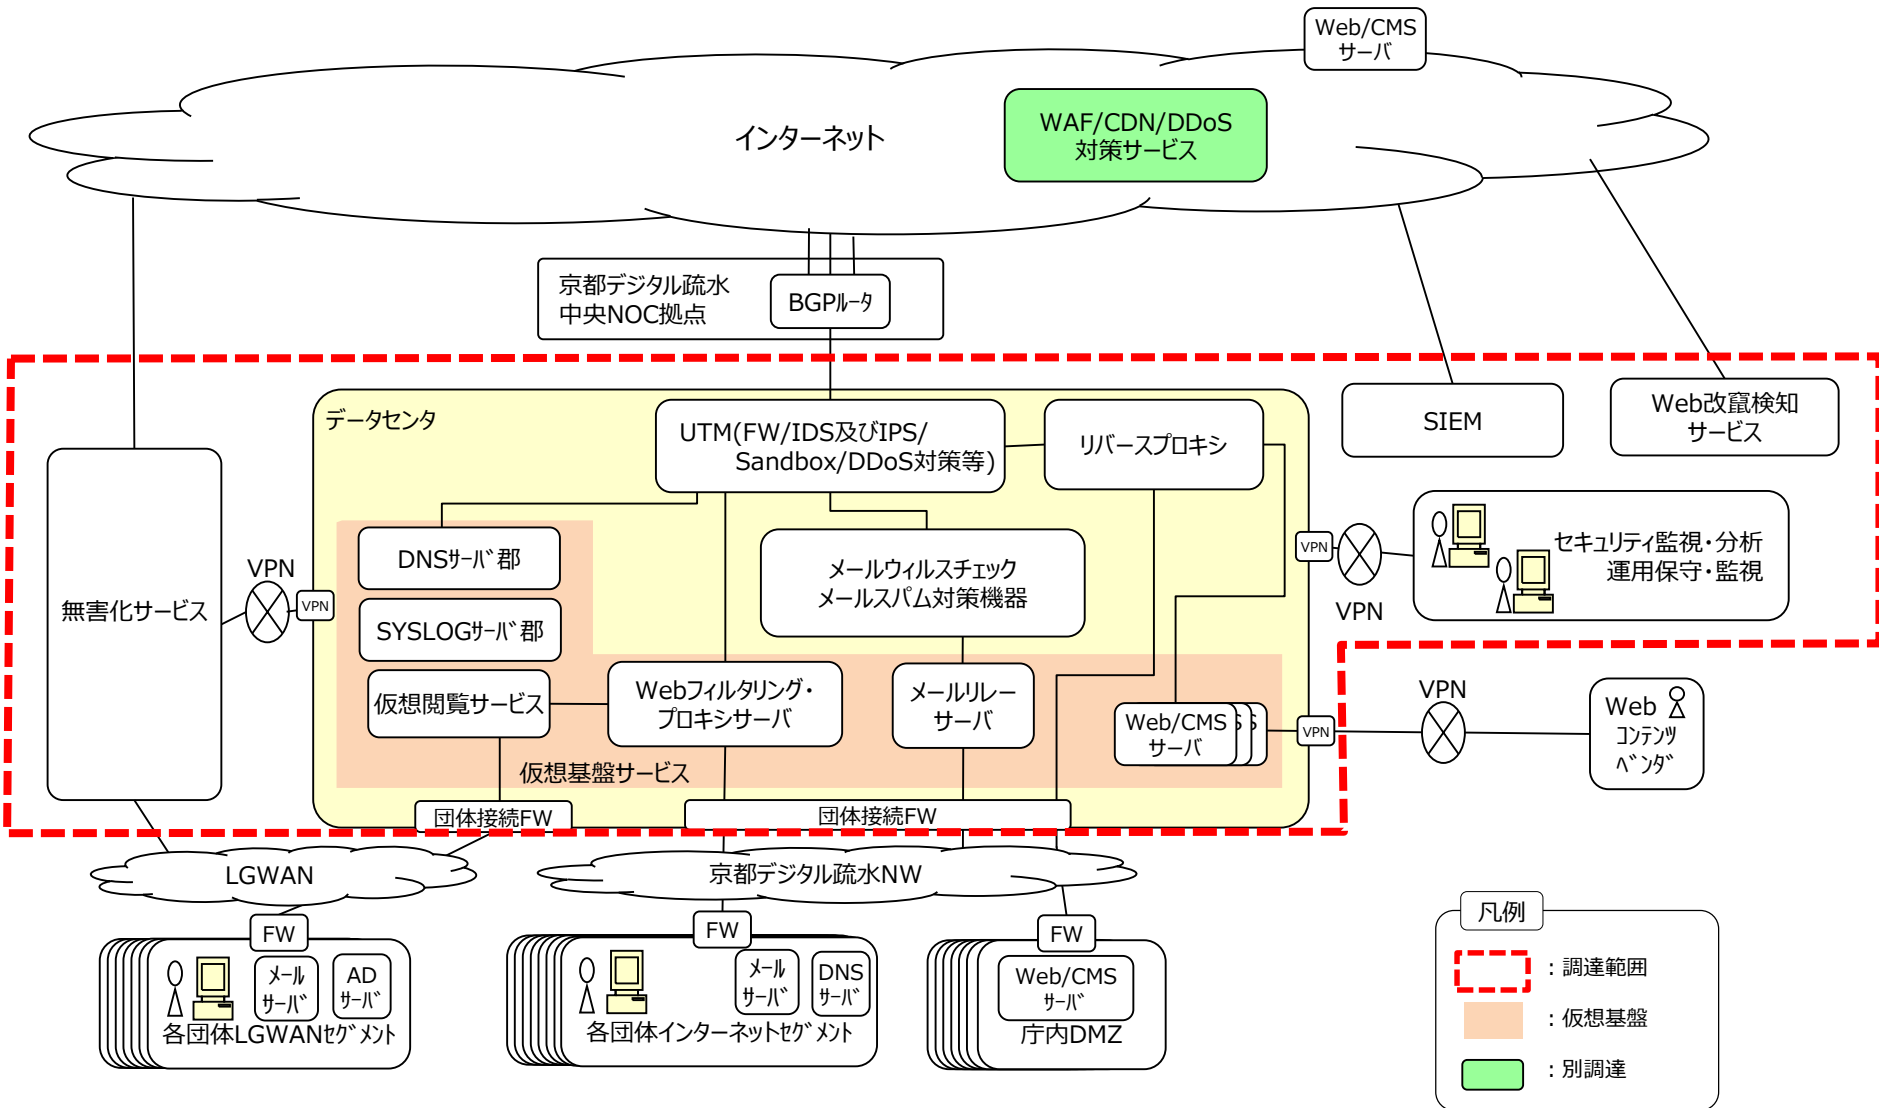 Web/CMS
サーバ
インターネット
WAF/CDN/DDoS
対策サービス
京都デジタル疏水
中央NOC拠点
BGPﾙｰﾀ
データセンタ
UTM(FW/IDS及びIPS/
Sandbox/DDoS対策等)
リバースプロキシ
SIEM
Web改竄検知
サービス
無害化サービス
VPN
VPN
DNSｻｰﾊﾞ郡
SYSLOGｻｰﾊﾞ郡
仮想閲覧サービス
メールウィルスチェック
メールスパム対策機器
Webフィルタリング・
プロキシサーバ
メールリレー
サーバ
Web/CMS
サーバ
S
S
仮想基盤サービス
VPN
VPN
セキュリティ監視・分析
運用保守・監視
VPN
VPN
Web
ｺﾝﾃﾝﾂ
ﾍﾞﾝﾀﾞ
団体接続FW
団体接続FW
LGWAN
京都デジタル疏水NW
FW
ﾒｰﾙ
ｻｰﾊﾞ
AD
ｻｰﾊﾞ
各団体LGWANｾｸﾞﾒﾝﾄ
FW
ﾒｰﾙ
ｻｰﾊﾞ
DNS
ｻｰﾊﾞ
各団体インターネットｾｸﾞﾒﾝﾄ
FW
Web/CMS
ｻｰﾊﾞ
庁内DMZ
凡例
：調達範囲
：仮想基盤
：別調達